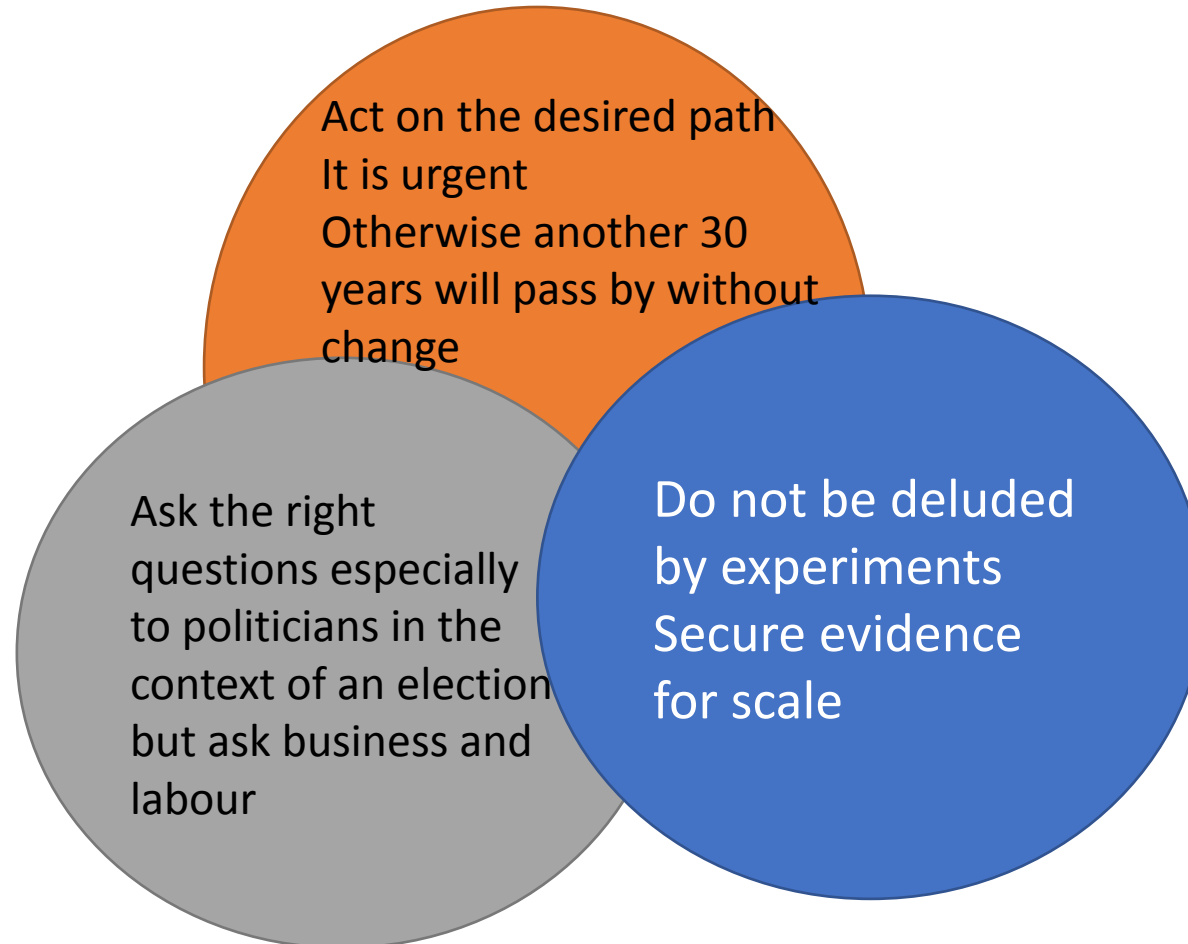 Act on the desired path
It is urgent
Otherwise another 30
years will pass by without
change
Ask the right
questions especially
to politicians in the
context of an election
but ask business and
labour
Do not be deluded
by experiments
Secure evidence
for scale